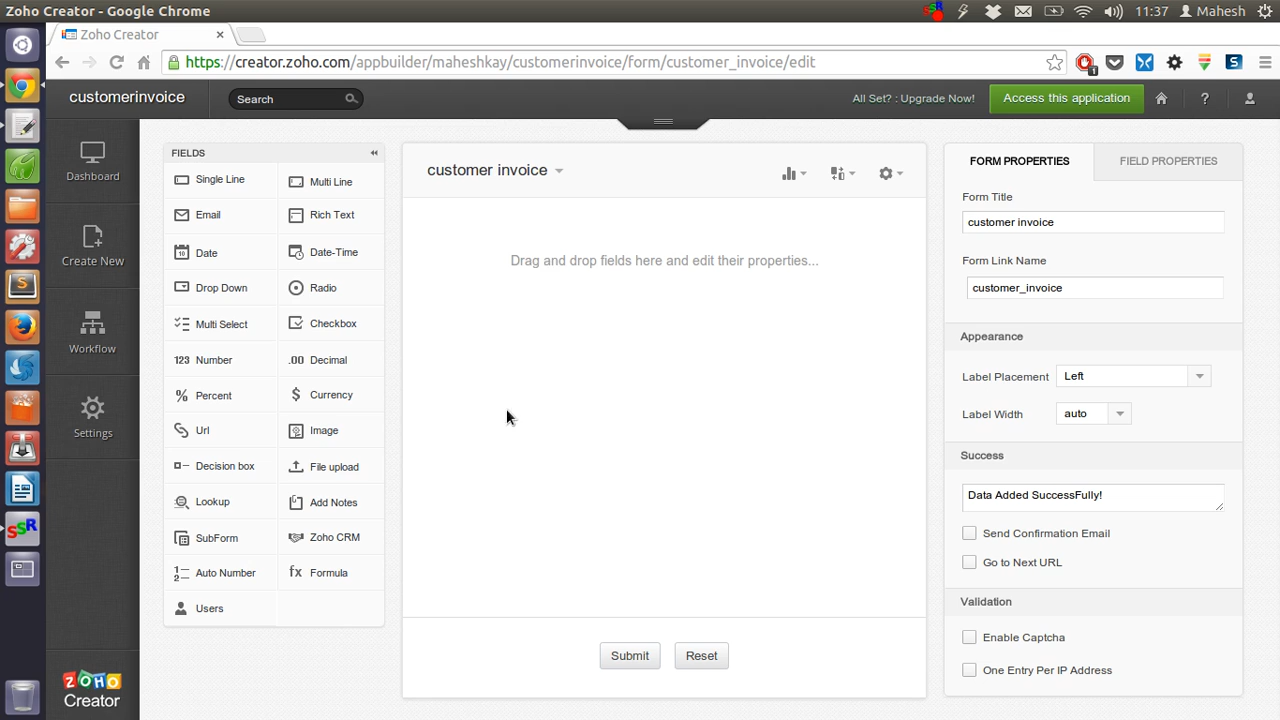 Zoho Creator - Google Chrome
11:37 Mahesh
Zoho Creator ×
https://creator.zoho.com/appbuilder/maheshkay/customerinvoice/form/customer_invoice/edit
customerinvoice
Search
All Set? : Upgrade Now!
Access this application
?
Dashboard
Create New
Workflow
Settings
ZOHO
Creator
FIELDS
Single Line
Multi Line
Email
Rich Text
Date
Date-Time
Drop Down
Radio
Multi Select
Checkbox
123 Number
.00 Decimal
% Percent
$ Currency
Url
Image
Decision box
File upload
Lookup
Add Notes
SubForm
Zoho CRM
Auto Number
fx Formula
Users
customer invoice
Drag and drop fields here and edit their properties...
Submit
Reset
FORM PROPERTIES
FIELD PROPERTIES
Form Title
customer invoice
Form Link Name
customer_invoice
Appearance
Label Placement Left
Label Width auto
Success
Data Added SuccessFully!
Send Confirmation Email
Go to Next URL
Validation
Enable Captcha
One Entry Per IP Address